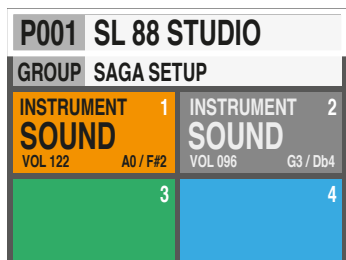 P001 SL 88 STUDIO
GROUP SAGA SETUP
INSTRUMENT 1
SOUND
VOL 122 A0 / F#2
INSTRUMENT 2
SOUND
VOL 096 G3 / Db4
3
4